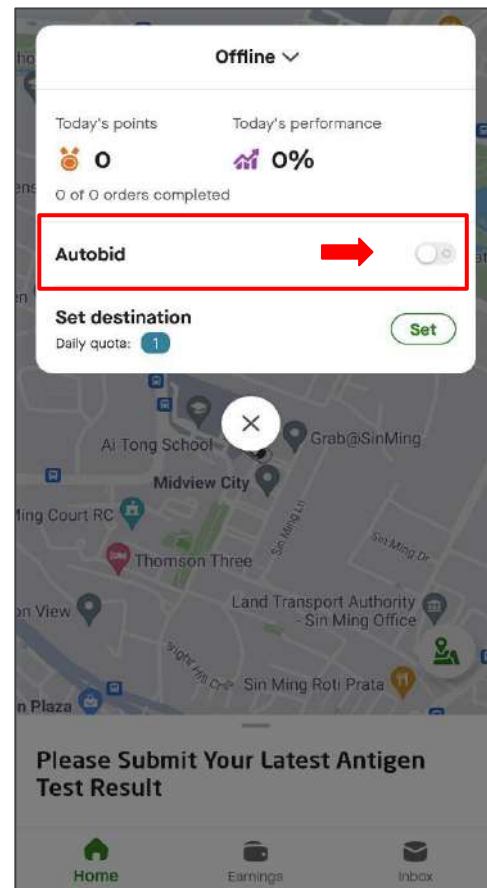 Offline
Today's points
Today's performance
0
0%
0 of 0 orders completed
Autobid
Set destination
Daily quota: 1
Set
Ai Tong School
Grab@SinMing
Midview City
Ming Court RC
Sin Ming Ln
Sin Ming Dr
Thomson Three
on View
Land Transport Authority
- Sin Ming Office
Sin Ming Roti Prata
n Plaza
Please Submit Your Latest Antigen
Test Result
Home
Earnings
Inbox